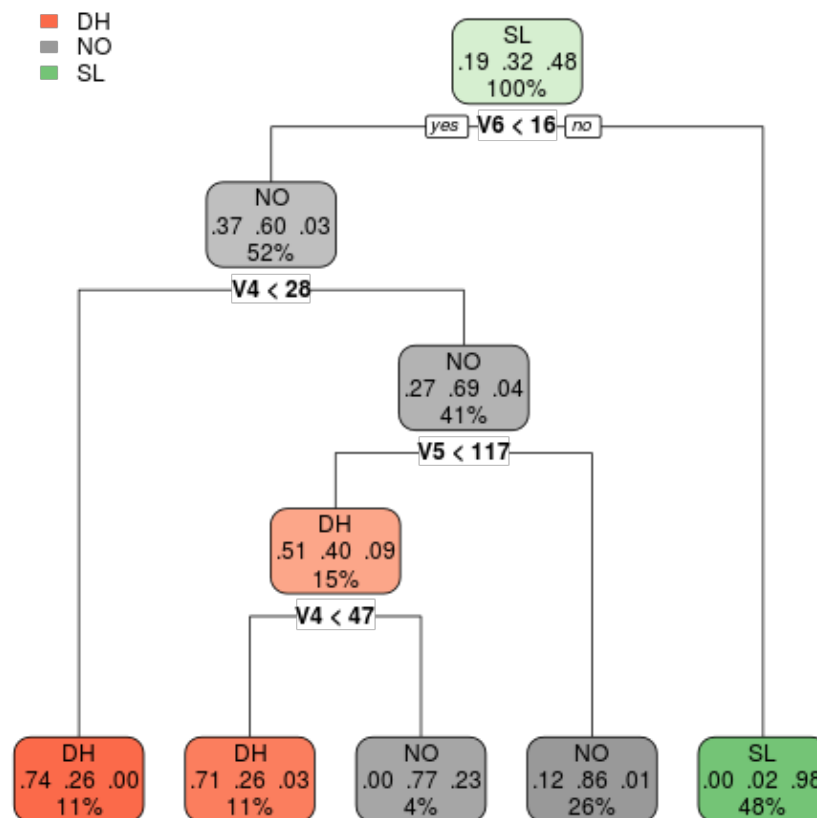 DH
NO
SL
SL
.19 .32 .48
100%
yes V6 < 16 no
NO
.37 .60 .03
52%
V4 < 28
NO
.27 .69 .04
41%
V5 < 117
DH
.51 .40 .09
15%
V4 < 47
DH
.74 .26 .00
11%
DH
.71 .26 .03
11%
NO
.00 .77 .23
4%
NO
.12 .86 .01
26%
SL
.00 .02 .98
48%